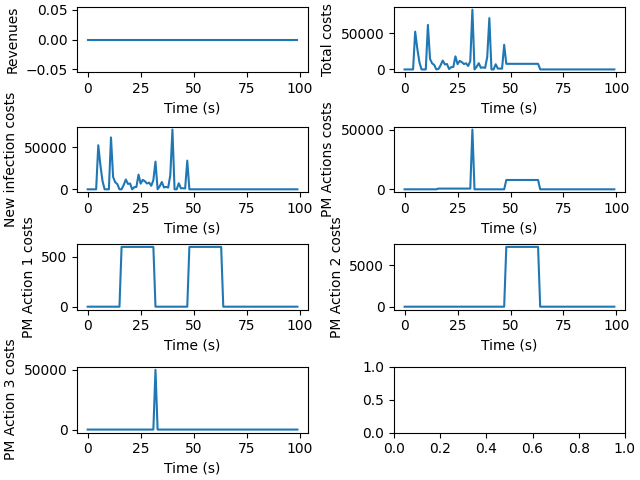 Revenues
0.05
0.00
−0.05
0 25 50 75 100
Time (s)
Total costs
50000
0
0 25 50 75 100
Time (s)
New infection costs
50000
0
0 25 50 75 100
Time (s)
PM Actions costs
50000
0
0 25 50 75 100
Time (s)
PM Action 1 costs
500
0
0 25 50 75 100
Time (s)
PM Action 2 costs
5000
0
0 25 50 75 100
Time (s)
PM Action 3 costs
50000
0
0 25 50 75 100
Time (s)
1.0
0.5
0.0
0.0 0.2 0.4 0.6 0.8 1.0